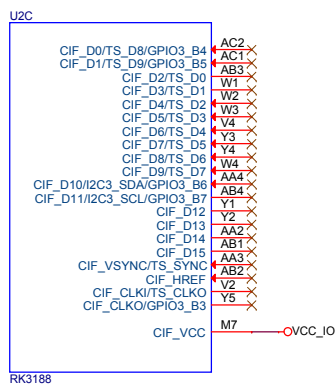 U2C
CIF_D0/TS_D8/GPIO3_B4 AC2
CIF_D1/TS_D9/GPIO3_B5 AC1
CIF_D2/TS_D0 AB3
CIF_D3/TS_D1 W1
CIF_D4/TS_D2 W2
CIF_D5/TS_D3 W3
CIF_D6/TS_D4 V4
CIF_D7/TS_D5 Y3
CIF_D8/TS_D6 Y4
CIF_D9/TS_D7 W4
CIF_D10/I2C3_SDA/GPIO3_B6 AA4
CIF_D11/I2C3_SCL/GPIO3_B7 AB4
CIF_D12 Y1
CIF_D13 Y2
CIF_D14 AA2
CIF_D15 AB1
CIF_VSYNC/TS_SYNC AA3
CIF_HREF AB2
CIF_CLKI/TS_CLKO V2
CIF_CLKO/GPIO3_B3 Y5
CIF_VCC M7 VCC_IO
RK3188